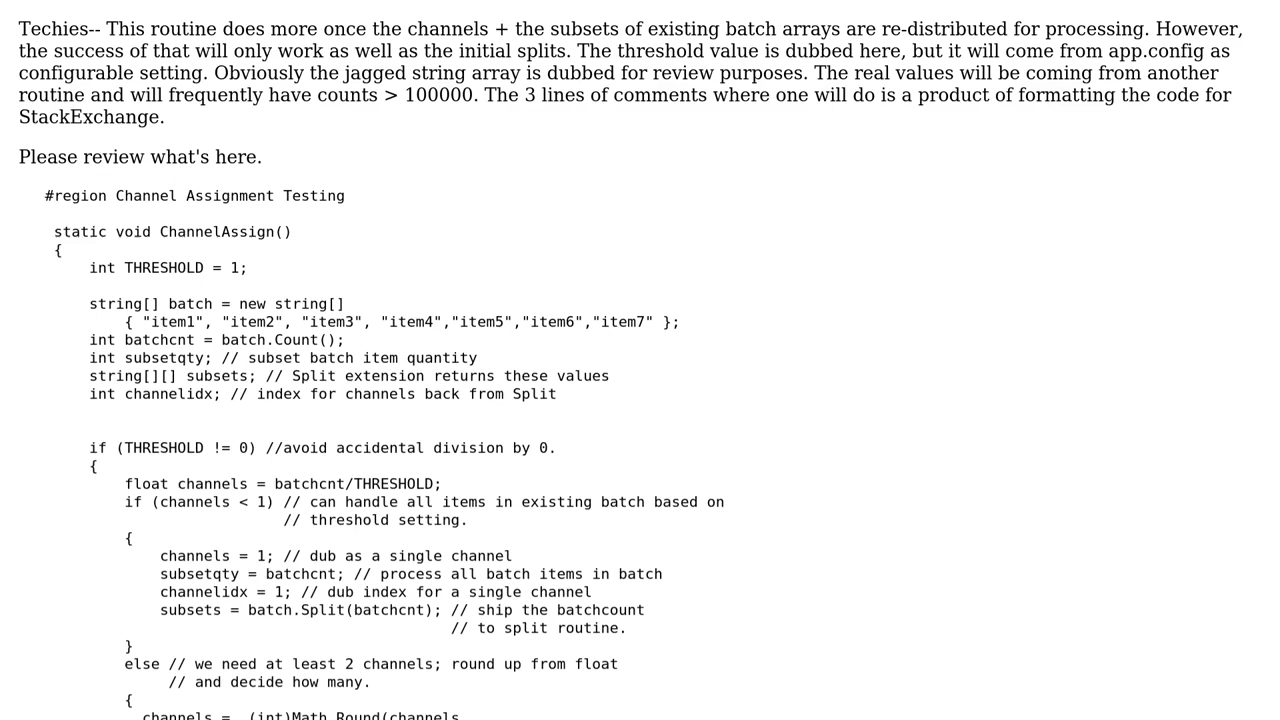 Techies-- This routine does more once the channels + the subsets of existing batch arrays are re-distributed for processing. However,
the success of that will only work as well as the initial splits. The threshold value is dubbed here, but it will come from app.config as
configurable setting. Obviously the jagged string array is dubbed for review purposes. The real values will be coming from another
routine and will frequently have counts > 100000. The 3 lines of comments where one will do is a product of formatting the code for
StackExchange.
Please review what's here.
#region Channel Assignment Testing
static void ChannelAssign()
{
int THRESHOLD = 1;
string[] batch = new string[]
{ "item1", "item2", "item3", "item4","item5","item6","item7" };
int batchcnt = batch.Count();
int subsetqty; // subset batch item quantity
string[][] subsets; // Split extension returns these values
int channelidx; // index for channels back from Split
if (THRESHOLD != 0) //avoid accidental division by 0.
{
float channels = batchcnt/THRESHOLD;
if (channels < 1) // can handle all items in existing batch based on
// threshold setting.
{
channels = 1; // dub as a single channel
subsetqty = batchcnt; // process all batch items in batch
channelidx = 1; // dub index for a single channel
subsets = batch.Split(batchcnt); // ship the batchcount
// to split routine.
}
else // we need at least 2 channels; round up from float
// and decide how many.
{
channels =  (int)Math.Round(channels,